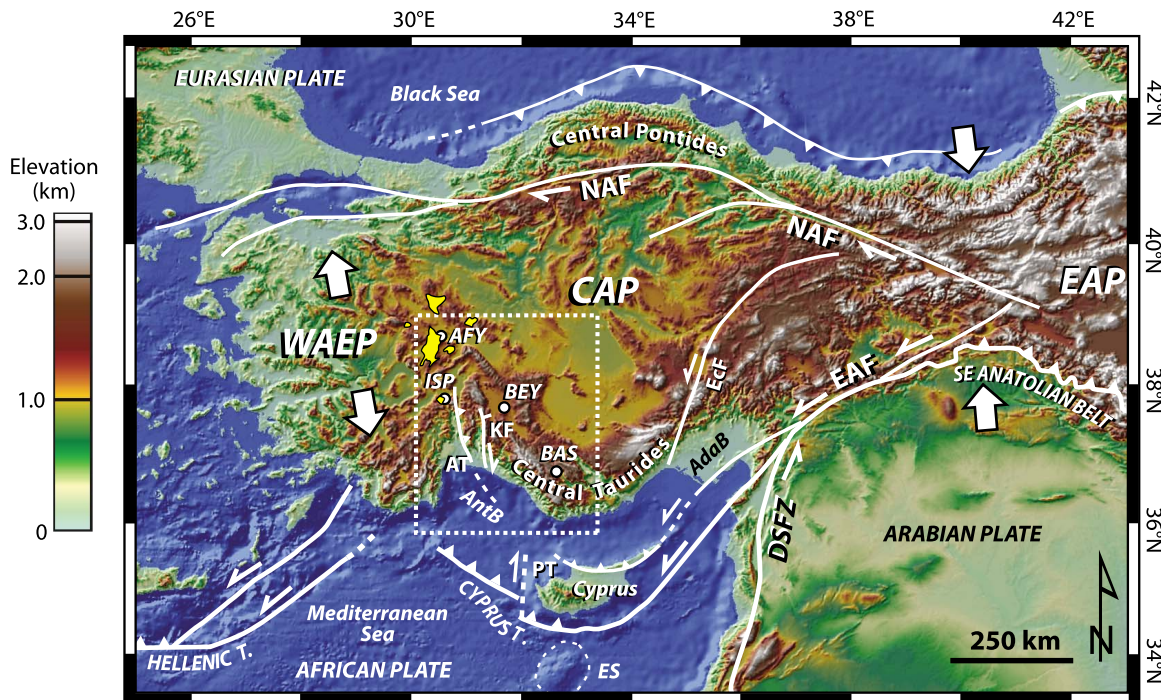 26°E 30°E 34°E 38°E 42°E
EURASIAN PLATE
Black Sea
42°N
Central Pontides
Elevation
(km)
3.0
2.0
1.0
0
NAF
NAF
40°N
CAP
EAP
WAEP
AFY
EAF
SE ANATOLIAN BELT
38°N
ISP
BEY
EcF
KF
AT
BAS
Central Taurides
AdaB
AntB
DSFZ
ARABIAN PLATE
36°N
PT
Cyprus
CYPRUS T.
Mediterranean
Sea
HELLENIC T.
AFRICAN PLATE
ES
250 km
N
34°N